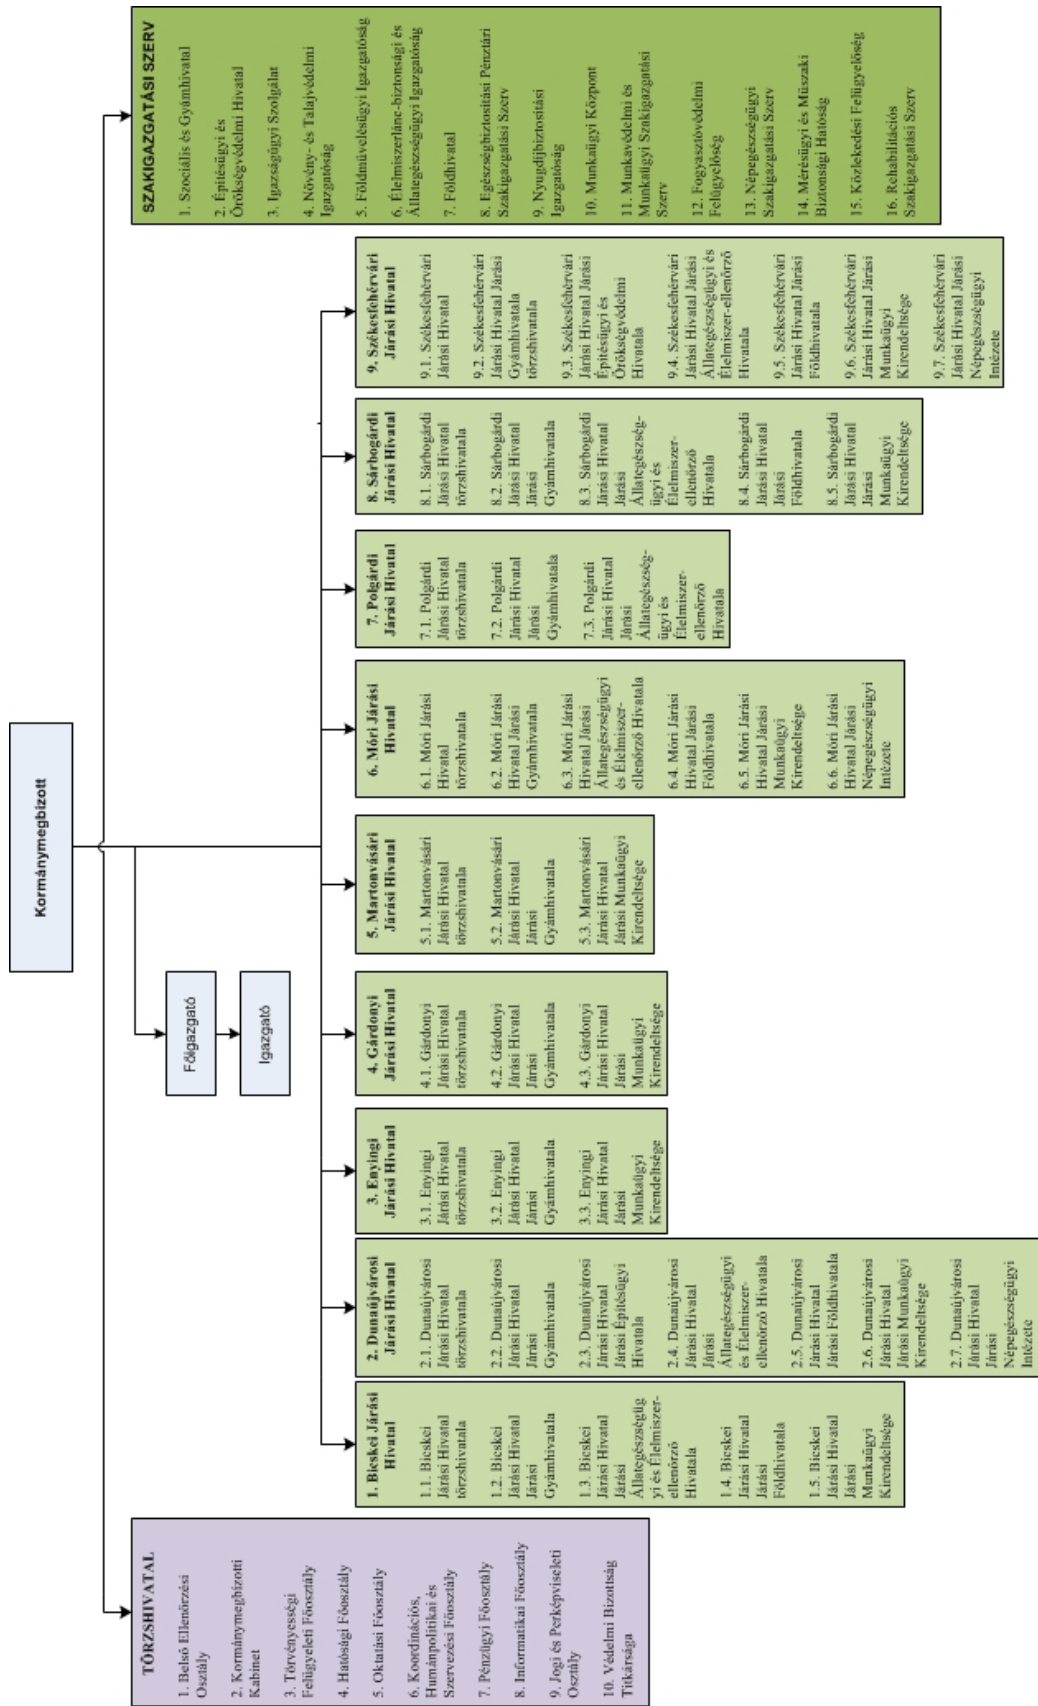 Kormánymegbízott
Főigazgató
Igazgató
TÖRZSHIVATAL
1. Belső Ellenőrzési
Osztály
2. Kormánymegbízotti
Kabinet
3. Törvényességi
Felügyeleti Főosztály
4. Hatósági Főosztály
5. Oktatási Főosztály
6. Koordinációs,
Humánpolitikai és
Szervezési Főosztály
7. Pénzügyi Főosztály
8. Informatikai Főosztály
9. Jogi és Perképviseleti
Osztály
10. Védelmi Bizottság
Titkársága
1. Bicskei Járási
Hivatal
1.1. Bicskei
Járási Hivatal
törzshivatala
1.2. Bicskei
Járási Hivatal
Járási
Gyámhivatala
1.3. Bicskei
Járási Hivatal
Járási
Állategészségüg
yi és Élelmiszer-
ellenőrző
Hivatala
1.4. Bicskei
Járási Hivatal
Járási
Földhivatala
1.5. Bicskei
Járási Hivatal
Járási
Munkaügyi
Kirendeltsége
2. Dunaújvárosi
Járási Hivatal
2.1. Dunaújvárosi
Járási Hivatal
törzshivatala
2.2. Dunaújvárosi
Járási Hivatal
Járási
Gyámhivatala
2.3. Dunaújvárosi
Járási Hivatal
Járási Építésügyi
Hivatala
2.4. Dunaújvárosi
Járási Hivatal
Járási
Állategészségügyi
és Élelmiszer-
ellenőrző Hivatala
2.5. Dunaújvárosi
Járási Hivatal
Járási Földhivatala
2.6. Dunaújvárosi
Járási Hivatal
Járási Munkaügyi
Kirendeltsége
2.7. Dunaújvárosi
Járási Hivatal
Járási
Népegészségügyi
Intézete
3. Enyingi
Járási Hivatal
3.1. Enyingi
Járási Hivatal
törzshivatala
3.2. Enyingi
Járási Hivatal
Járási
Gyámhivatala
3.3. Enyingi
Járási Hivatal
Járási
Munkaügyi
Kirendeltsége
4. Gárdonyi
Járási Hivatal
4.1. Gárdonyi
Járási Hivatal
törzshivatala
4.2. Gárdonyi
Járási Hivatal
Járási
Gyámhivatala
4.3. Gárdonyi
Járási Hivatal
Járási
Munkaügyi
Kirendeltsége
5. Martonvásári
Járási Hivatal
5.1. Martonvásári
Járási Hivatal
törzshivatala
5.2. Martonvásári
Járási Hivatal
Járási
Gyámhivatala
5.3. Martonvásári
Járási Hivatal
Járási Munkaügyi
Kirendeltsége
6. Móri Járási
Hivatal
6.1. Móri Járási
Hivatal
törzshivatala
6.2. Móri Járási
Hivatal Járási
Gyámhivatala
6.3. Móri Járási
Hivatal Járási
Állategészségügyi
és Élelmiszer-
ellenőrző Hivatala
6.4. Móri Járási
Hivatal Járási
Földhivatala
6.5. Móri Járási
Hivatal Járási
Munkaügyi
Kirendeltsége
6.6. Móri Járási
Hivatal Járási
Népegészségügyi
Intézete
7. Polgárdi
Járási Hivatal
7.1. Polgárdi
Járási Hivatal
törzshivatala
7.2. Polgárdi
Járási Hivatal
Járási
Gyámhivatala
7.3. Polgárdi
Járási Hivatal
Járási
Állategészség-
ügyi és
Élelmiszer-
ellenőrző
Hivatala
8. Sárbogárdi
Járási Hivatal
8.1. Sárbogárdi
Járási Hivatal
törzshivatala
8.2. Sárbogárdi
Járási Hivatal
Járási
Gyámhivatala
8.3. Sárbogárdi
Járási Hivatal
Járási
Állategészség-
ügyi és
Élelmiszer-
ellenőrző
Hivatala
8.4. Sárbogárdi
Járási Hivatal
Járási
Földhivatala
8.5. Sárbogárdi
Járási Hivatal
Járási
Munkaügyi
Kirendeltsége
9. Székesfehérvári
Járási Hivatal
9.1. Székesfehérvári
Járási Hivatal
9.2. Székesfehérvári
Járási Hivatal Járási
Gyámhivatala
törzshivatala
9.3. Székesfehérvári
Járási Hivatal Járási
Építésügyi és
Örökségvédelmi
Hivatala
9.4. Székesfehérvári
Járási Hivatal Járási
Állategészségügyi és
Élelmiszer-ellenőrző
Hivatala
9.5. Székesfehérvári
Járási Hivatal Járási
Földhivatala
9.6. Székesfehérvári
Járási Hivatal Járási
Munkaügyi
Kirendeltsége
9.7. Székesfehérvári
Járási Hivatal Járási
Népegészségügyi
Intézete
SZAKIGAZGATÁSI SZERV
1. Szociális és Gyámhivatal
2. Építésügyi és
Örökségvédelmi Hivatal
3. Igazságügyi Szolgálat
4. Növény- és Talajvédelmi
Igazgatóság
5. Földművelésügyi Igazgatóság
6. Élelmiszerlánc-biztonsági és
Állategészségügyi Igazgatóság
7. Földhivatal
8. Egészségbiztosítási Pénztári
Szakigazgatási Szerv
9. Nyugdíjbiztosítási
Igazgatóság
10. Munkaügyi Központ
11. Munkavédelmi és
Munkaügyi Szakigazgatási
Szerv
12. Fogyasztóvédelmi
Felügyelőség
13. Népegészségügyi
Szakigazgatási Szerv
14. Mérésügyi és Műszaki
Biztonsági Hatóság
15. Közlekedési Felügyelőség
16. Rehabilitációs
Szakigazgatási Szerv